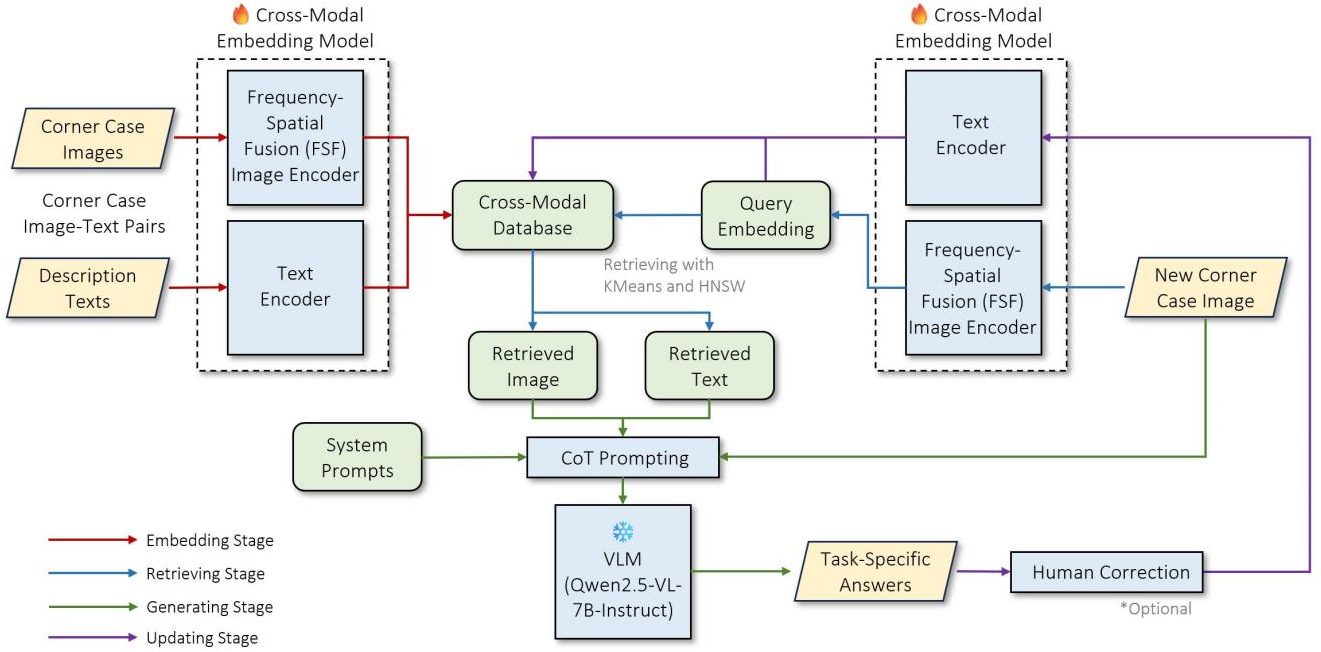 Cross-Modal
Embedding Model
Cross-Modal
Embedding Model
Corner Case
Images
Frequency-
Spatial
Fusion (FSF)
Image Encoder
Corner Case
Image-Text Pairs
Description
Texts
Text
Encoder
Cross-Modal
Database
Query
Embedding
Retrieving with
KMeans and HNSW
Text
Encoder
Frequency-
Spatial
Fusion (FSF)
Image Encoder
New Corner
Case Image
Retrieved
Image
Retrieved
Text
System
Prompts
CoT Prompting
VLM
(Qwen2.5-VL-
7B-Instruct)
Task-Specific
Answers
Human Correction
*Optional
Embedding Stage
Retrieving Stage
Generating Stage
Updating Stage